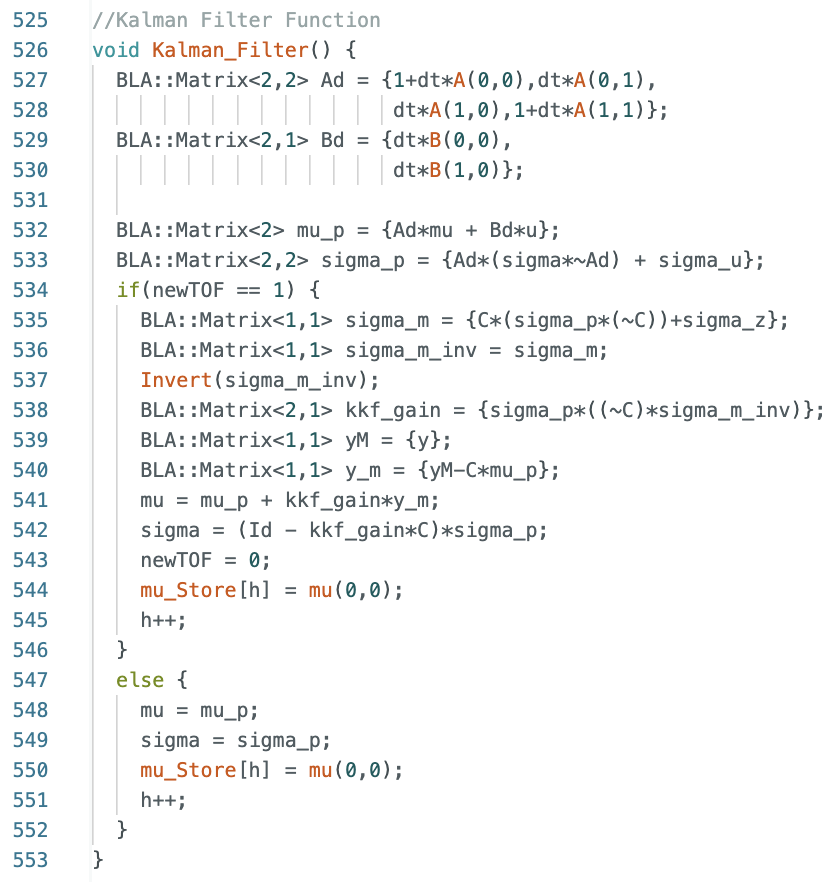 525 //Kalman Filter Function
526 void Kalman_Filter() {
527   BLA::Matrix<2,2> Ad = {1+dt*A(0,0),dt*A(0,1),
528                          dt*A(1,0),1+dt*A(1,1)};
529   BLA::Matrix<2,1> Bd = {dt*B(0,0),
530                          dt*B(1,0)};
531
532   BLA::Matrix<2> mu_p = {Ad*mu + Bd*u};
533   BLA::Matrix<2,2> sigma_p = {Ad*(sigma*~Ad) + sigma_u};
534   if(newTOF == 1) {
535     BLA::Matrix<1,1> sigma_m = {C*(sigma_p*(~C))+sigma_z};
536     BLA::Matrix<1,1> sigma_m_inv = sigma_m;
537     Invert(sigma_m_inv);
538     BLA::Matrix<2,1> kkf_gain = {sigma_p*((~C)*sigma_m_inv)};
539     BLA::Matrix<1,1> yM = {y};
540     BLA::Matrix<1,1> y_m = {yM-C*mu_p};
541     mu = mu_p + kkf_gain*y_m;
542     sigma = (Id - kkf_gain*C)*sigma_p;
543     newTOF = 0;
544     mu_Store[h] = mu(0,0);
545     h++;
546   }
547   else {
548     mu = mu_p;
549     sigma = sigma_p;
550     mu_Store[h] = mu(0,0);
551     h++;
552   }
553 }